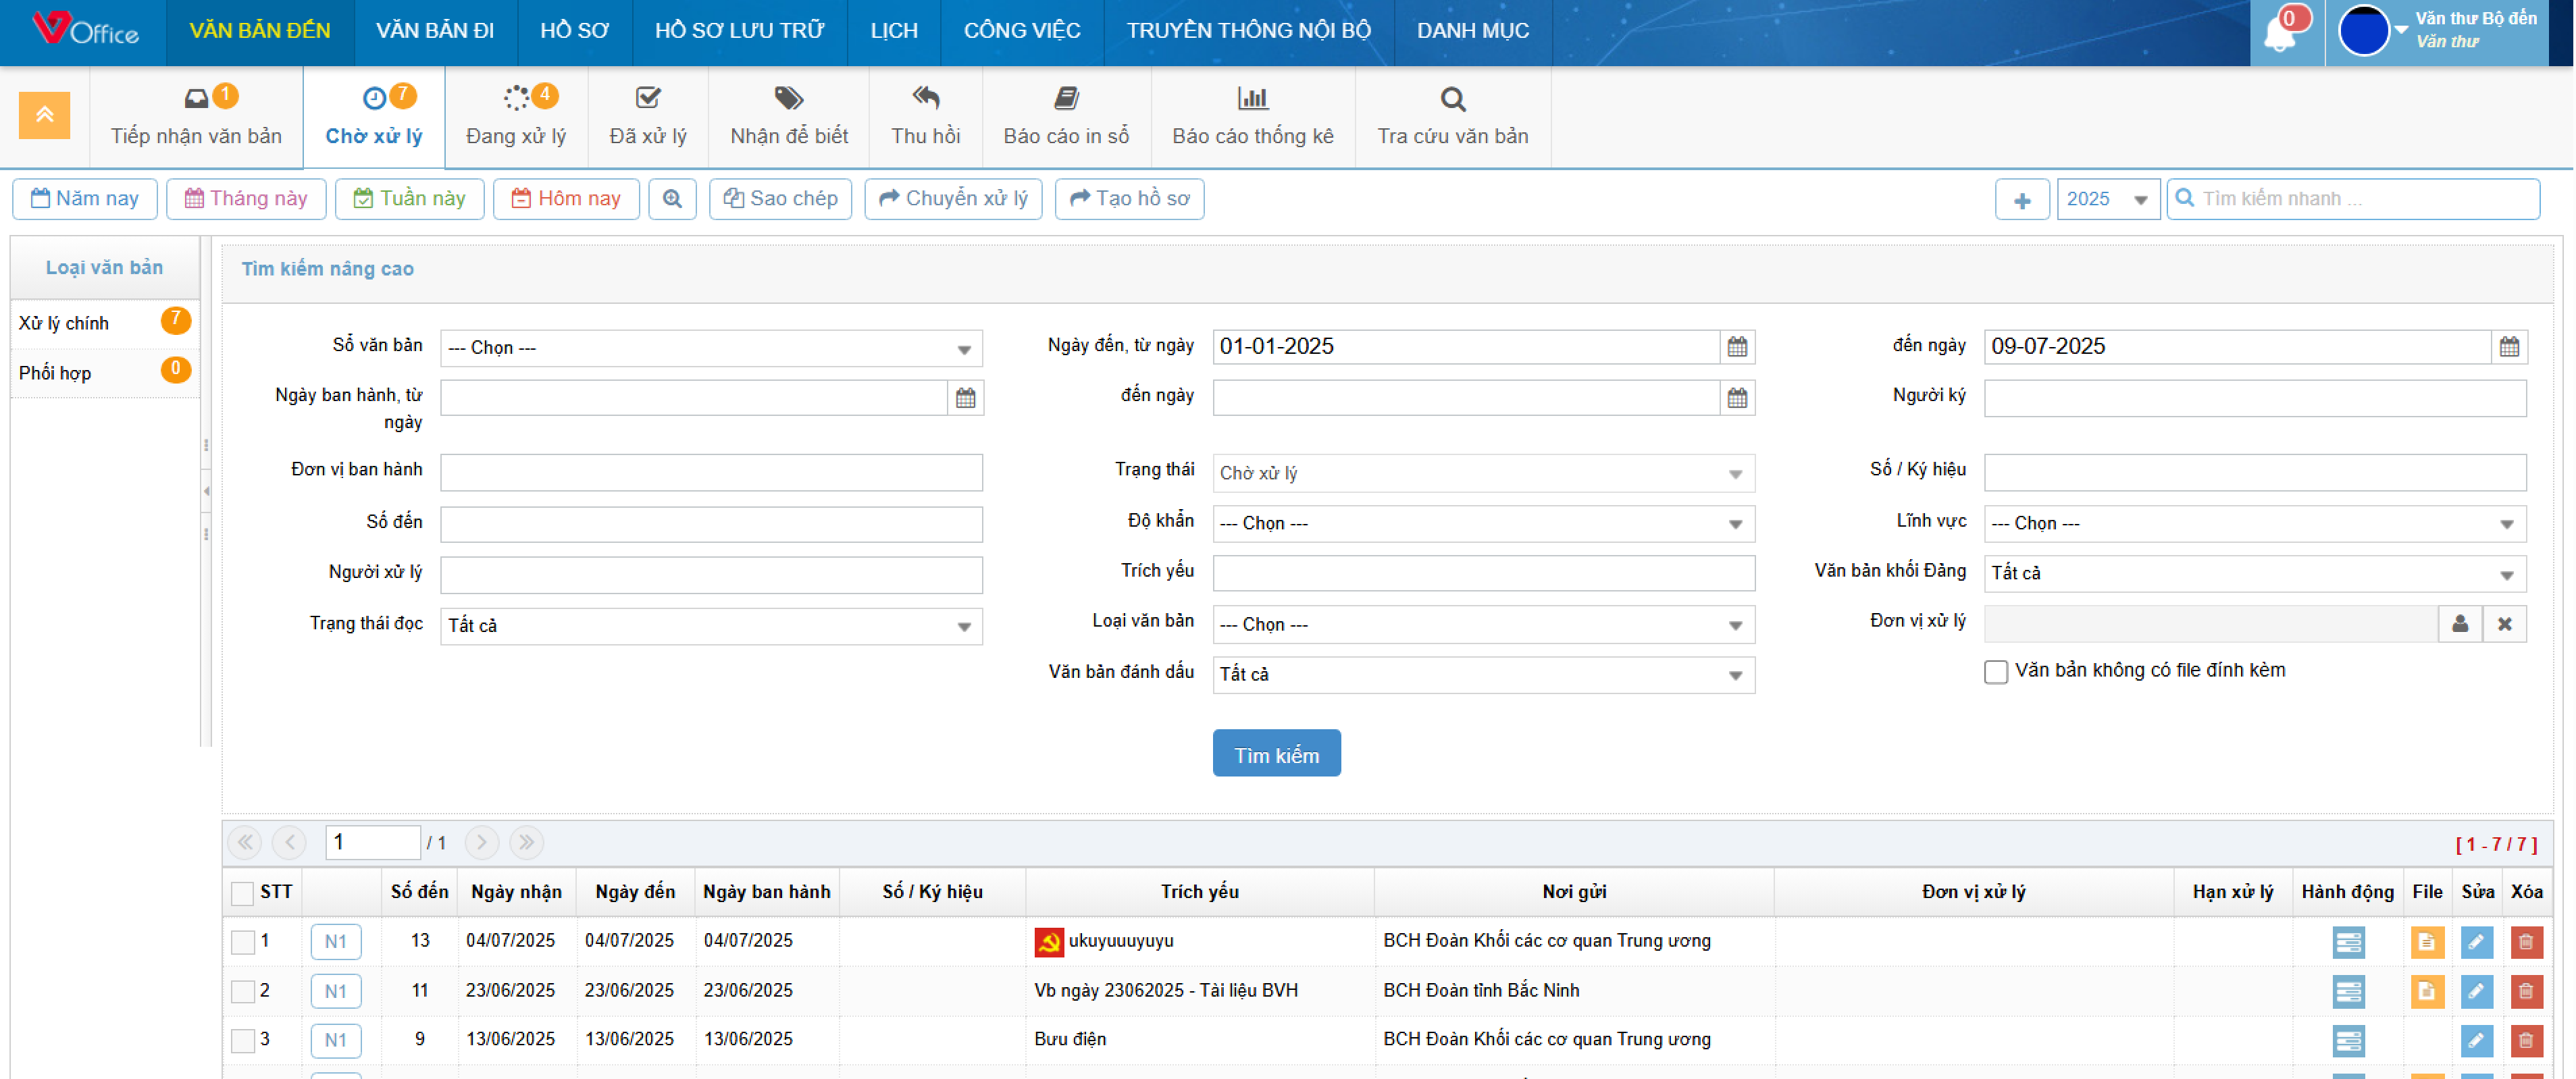 Office
VĂN BẢN ĐẾN
VĂN BẢN ĐI
HỒ SƠ
HỒ SƠ LƯU TRỮ
LỊCH
CÔNG VIỆC
TRUYỀN THÔNG NỘI BỘ
DANH MỤC
0
Văn thư Bộ đến
Văn thư
1
Tiếp nhận văn bản
7
Chờ xử lý
4
Đang xử lý
Đã xử lý
Nhận để biết
Thu hồi
Báo cáo in sổ
Báo cáo thống kê
Tra cứu văn bản
Năm nay
Tháng này
Tuần này
Hôm nay
Sao chép
Chuyển xử lý
Tạo hồ sơ
2025
Tìm kiếm nhanh ...
Loại văn bản
Xử lý chính 7
Phối hợp 0
Tìm kiếm nâng cao
Sổ văn bản --- Chọn ---
Ngày đến, từ ngày 01-01-2025
đến ngày 09-07-2025
Ngày ban hành, từ
ngày
đến ngày
Người ký
Đơn vị ban hành
Trạng thái Chờ xử lý
Số / Ký hiệu
Số đến
Độ khẩn --- Chọn ---
Lĩnh vực --- Chọn ---
Người xử lý
Trích yếu
Văn bản khối Đảng Tất cả
Trạng thái đọc Tất cả
Loại văn bản --- Chọn ---
Đơn vị xử lý
Văn bản đánh dấu Tất cả
Văn bản không có file đính kèm
Tìm kiếm
1 / 1
[ 1 - 7 / 7 ]
STT Số đến Ngày nhận Ngày đến Ngày ban hành Số / Ký hiệu Trích yếu Nơi gửi Đơn vị xử lý Hạn xử lý Hành động File Sửa Xóa
1 N1 13 04/07/2025 04/07/2025 04/07/2025 ukuyuuuyuyu BCH Đoàn Khối các cơ quan Trung ương
2 N1 11 23/06/2025 23/06/2025 23/06/2025 Vb ngày 23062025 - Tài liệu BVH BCH Đoàn tỉnh Bắc Ninh
3 N1 9 13/06/2025 13/06/2025 13/06/2025 Bưu điện BCH Đoàn Khối các cơ quan Trung ương